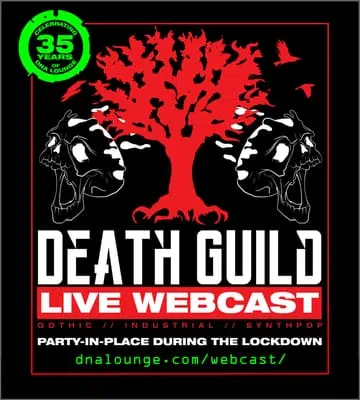 CELEBRATING
35
YEARS
OF
DNA LOUNGE
DEATH GUILD
LIVE WEBCAST
GOTHIC // INDUSTRIAL // SYNTHPOP
PARTY-IN-PLACE DURING THE LOCKDOWN
dnalounge.com/webcast/